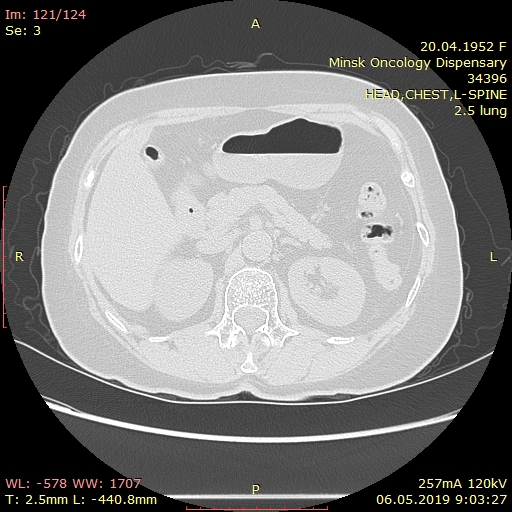 Im: 121/124
Se: 3
A
20.04.1952 F
Minsk Oncology Dispensary
34396
HEAD,CHEST,L-SPINE
2.5 lung
R
L
WL: -578 WW: 1707
T: 2.5mm L: -440.8mm
P
257mA 120kV
06.05.2019 9:03:27